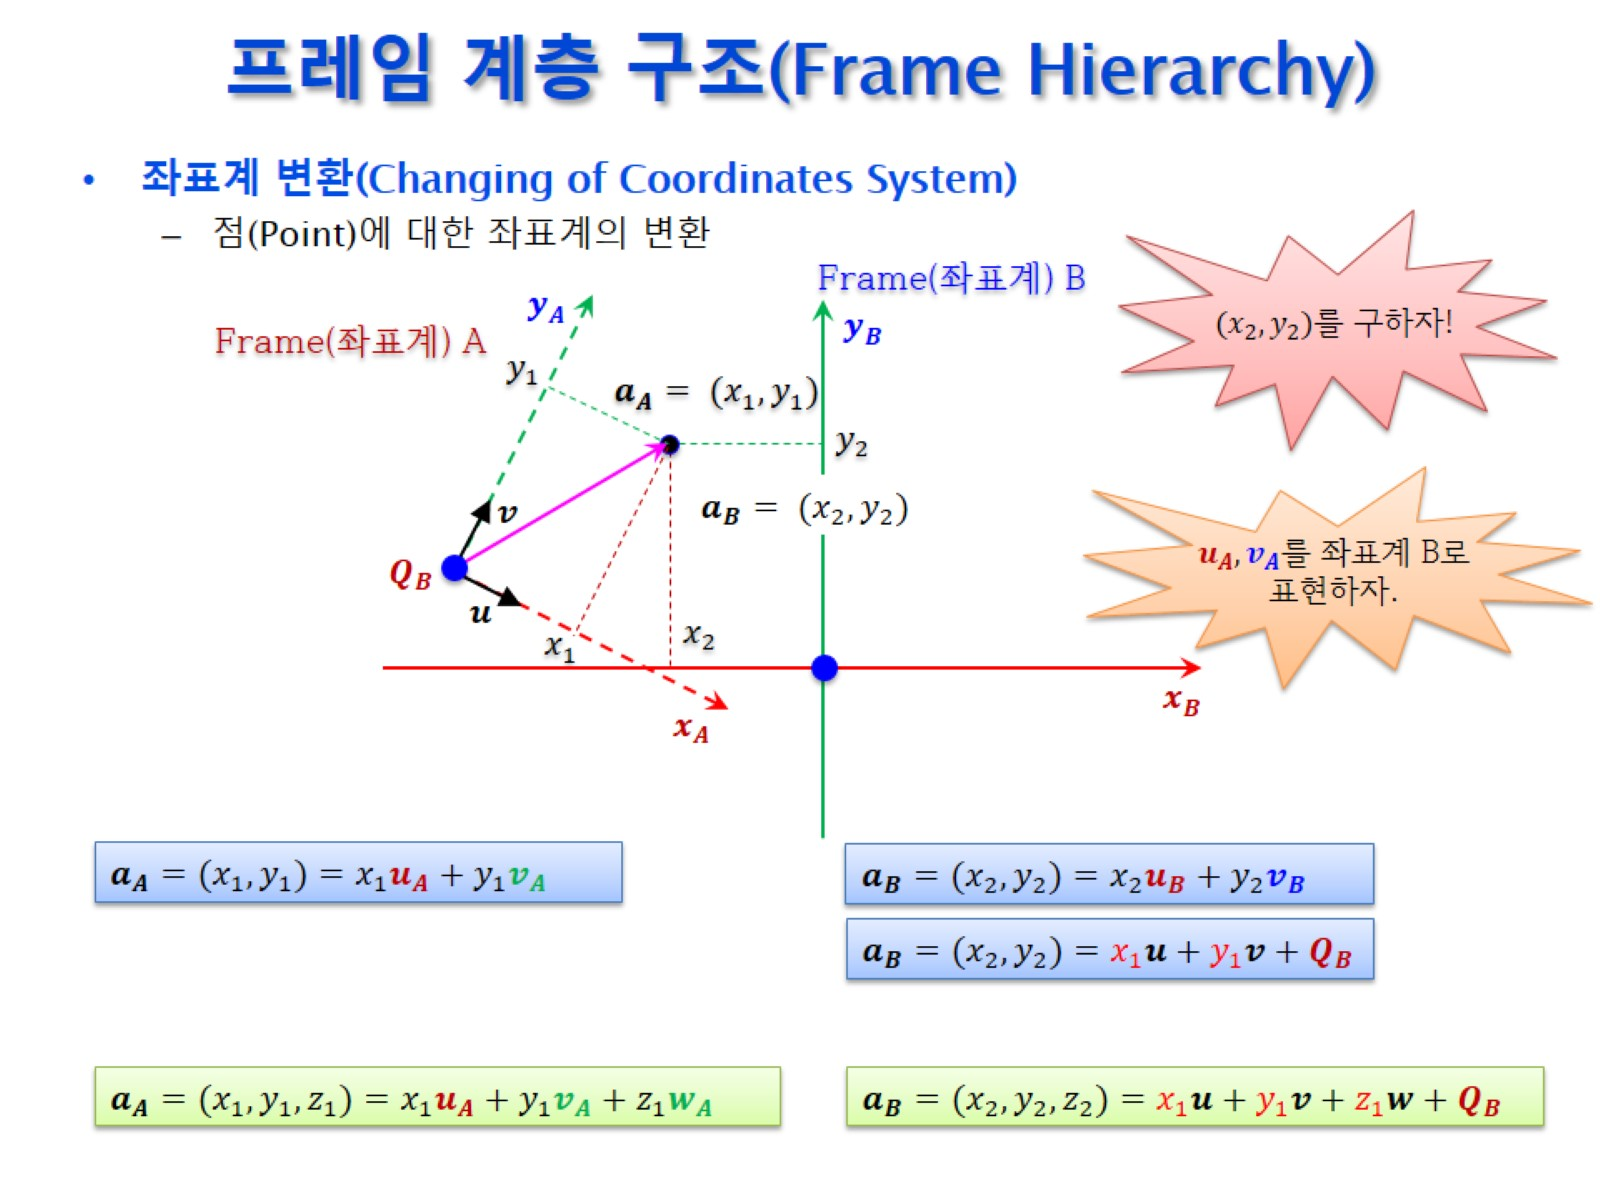 프레임 계층 구조(Frame Hierarchy)
• 좌표계 변환(Changing of Coordinates System)
– 점(Point)에 대한 좌표계의 변환
Frame(좌표계) A
Frame(좌표계) B
y_A
y_B
y₁
a_A = (x₁, y₁)
y₂
a_B = (x₂, y₂)
v
Q_B
u
x₁
x₂
x_A
x_B
(x₂, y₂)를 구하자!
u_A, v_A를 좌표계 B로
표현하자.
a_A = (x₁, y₁) = x₁u_A + y₁v_A
a_B = (x₂, y₂) = x₂u_B + y₂v_B
a_B = (x₂, y₂) = x₁u + y₁v + Q_B
a_A = (x₁, y₁, z₁) = x₁u_A + y₁v_A + z₁w_A
a_B = (x₂, y₂, z₂) = x₁u + y₁v + z₁w + Q_B